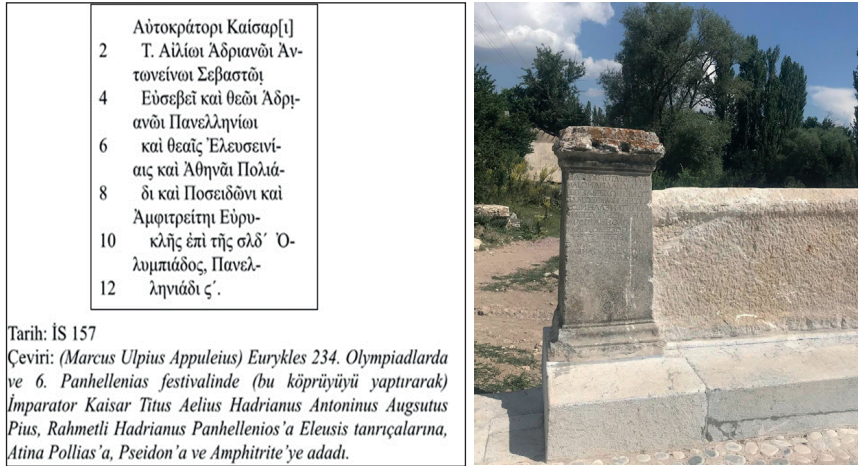 Αὐτοκράτορι Καίσαρ[ι]
2 Τ. Αἰλίωι Ἁδριανῶι Ἀν-
τωνείνωι Σεβαστῶι̣
4 Εὐσεβεῖ καὶ θεῶι Ἁδρι-
ανῶι Πανελληνίωι
6 καὶ θεαῖς Ἐλευσεινί-
αις καὶ Ἀθηνᾶι Πολιά-
8 δι καὶ Ποσειδῶνι καὶ
Ἀμφιτρείτηι Εὐρυ-
10 κλῆς ἐπὶ τῆς σλδ´ Ὀ-
λυμπιάδος, Πανελ-
12 ληνιάδι ϛ´.
Tarih: İS 157
Çeviri: (Marcus Ulpius Appuleius) Eurykles 234. Olympiadlarda
ve 6. Panhellenias festivalinde (bu köprüyüyü yaptırarak)
İmparator Kaisar Titus Aelius Hadrianus Antoninus Augsutus
Pius, Rahmetli Hadrianus Panhellenios’a Eleusis tanrıçalarına,
Atina Pollias’a, Pseidon’a ve Amphitrite’ye adadı.